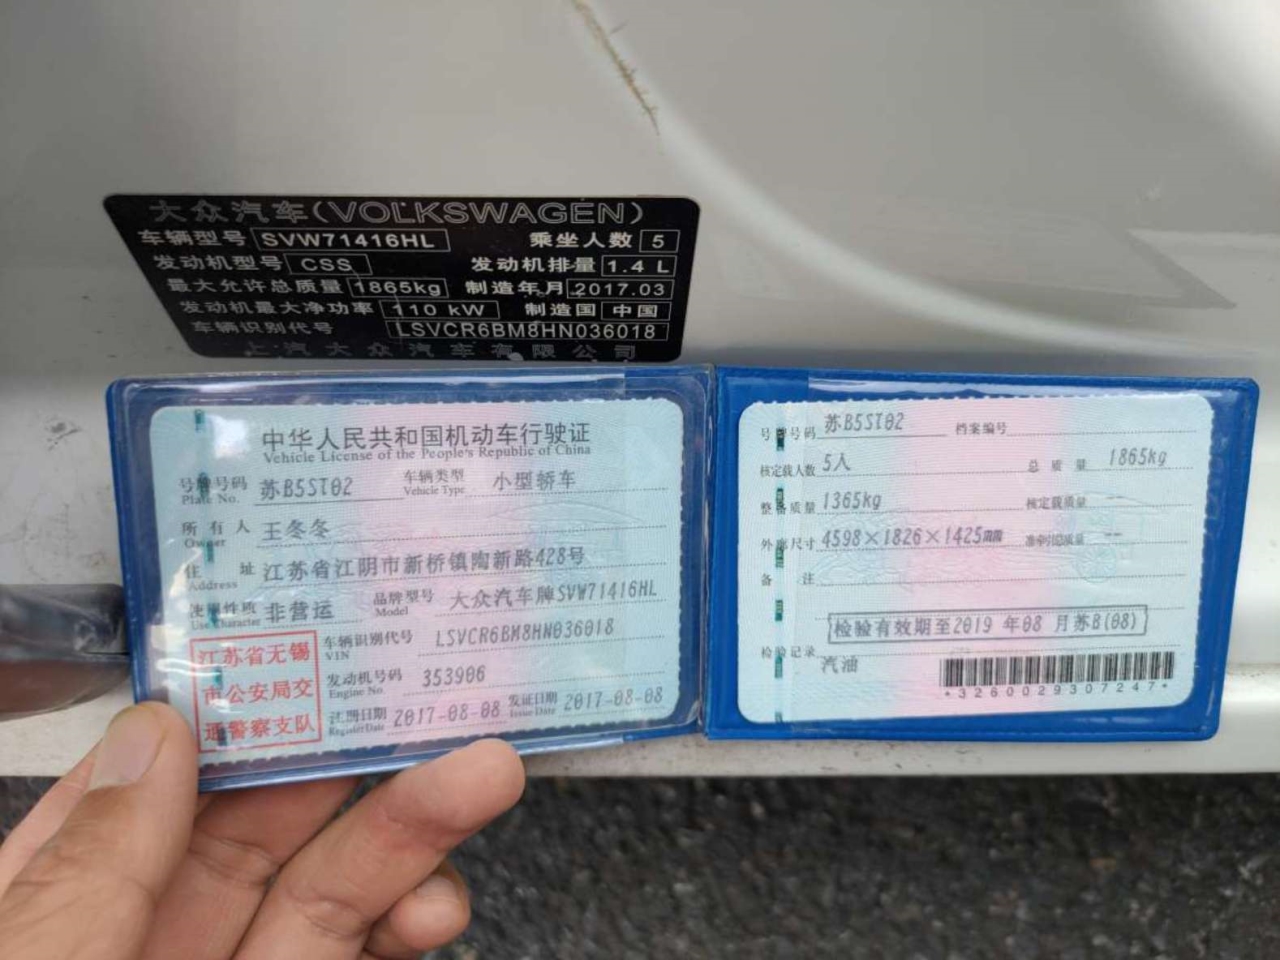 大众汽车(VOLKSWAGEN)
车辆型号 SVW71416HL 乘坐人数 5
发动机型号 CSS 发动机排量 1.4 L
最大允许总质量 1865kg 制造年月 2017.03
发动机最大净功率 110 kW 制造国 中国
车辆识别代号 LSVCR6BM8HN036018
上汽大众汽车有限公司
中华人民共和国机动车行驶证
Vehicle License of the People's Republic of China
号牌号码 苏B5ST02 车辆类型 小型轿车
Plate No. Vehicle Type
所有人 王冬冬
Owner
住址 江苏省江阴市新桥镇陶新路428号
Address
使用性质 非营运 品牌型号 大众汽车牌SVW71416HL
Use Character Model
车辆识别代号 LSVCR6BM8HN036018
VIN
发动机号码 353906
Engine No.
注册日期 2017-08-08 发证日期 2017-08-08
Register Date Issue Date
江苏省无锡
市公安局交
通警察支队
号牌号码 苏B5ST02 档案编号
核定载人数 5人 总质量 1865kg
整备质量 1365kg 核定载质量 --
外廓尺寸 4598×1826×1425mm 准牵引总质量 --
备注
检验有效期至2019 年08 月苏B(08)
检验记录
汽油
*3260029307247*